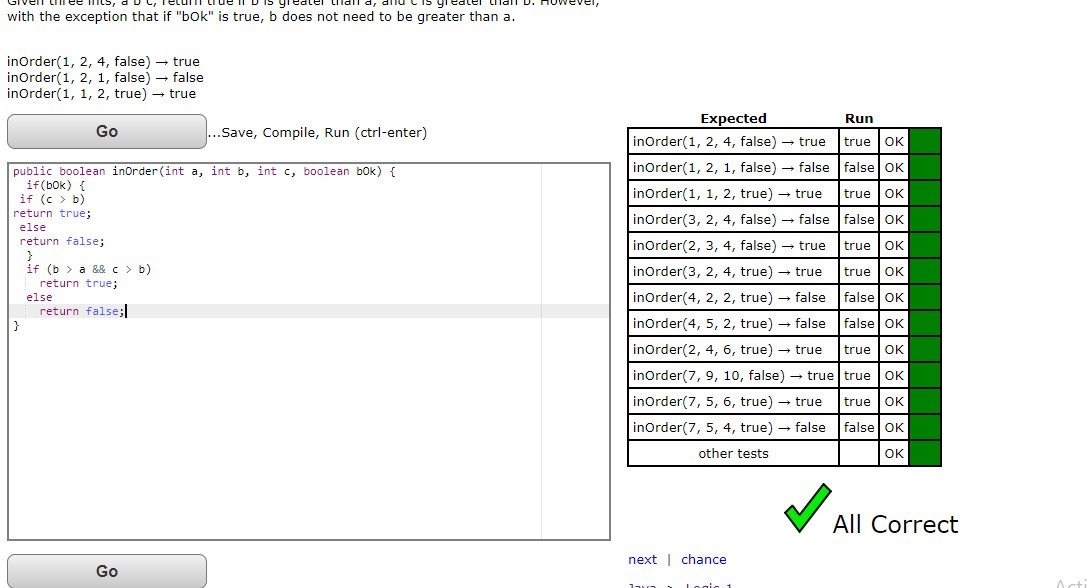 Given three ints, a b c, return true if b is greater than a, and c is greater than b. However,
with the exception that if "bOk" is true, b does not need to be greater than a.
inOrder(1, 2, 4, false) → true
inOrder(1, 2, 1, false) → false
inOrder(1, 1, 2, true) → true
Go
...Save, Compile, Run (ctrl-enter)
public boolean inOrder(int a, int b, int c, boolean bOk) {
if(bOk) {
if (c > b)
return true;
else
return false;
}
if (b > a && c > b)
return true;
else
return false;
}
Go
Expected Run
inOrder(1, 2, 4, false) → true true OK
inOrder(1, 2, 1, false) → false false OK
inOrder(1, 1, 2, true) → true true OK
inOrder(3, 2, 4, false) → false false OK
inOrder(2, 3, 4, false) → true true OK
inOrder(3, 2, 4, true) → true true OK
inOrder(4, 2, 2, true) → false false OK
inOrder(4, 5, 2, true) → false false OK
inOrder(2, 4, 6, true) → true true OK
inOrder(7, 9, 10, false) → true true OK
inOrder(7, 5, 6, true) → true true OK
inOrder(7, 5, 4, true) → false false OK
other tests OK
All Correct
next | chance
Java > Logic-1